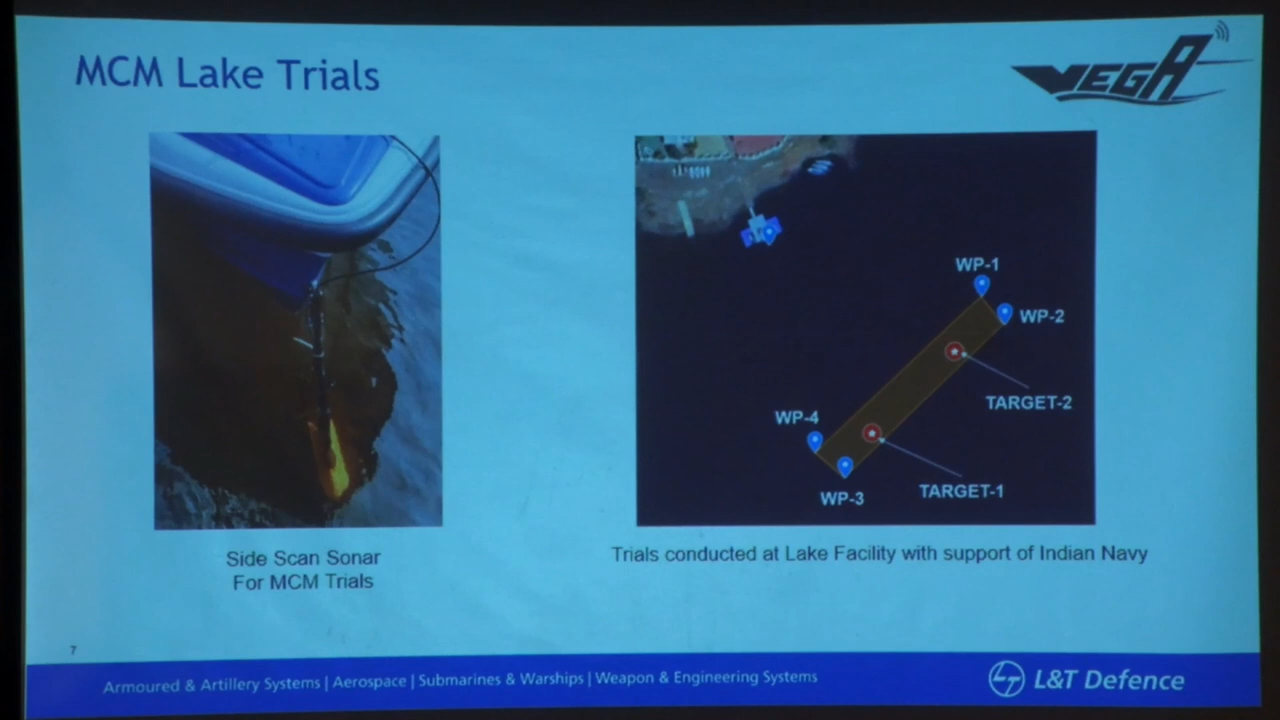 MCM Lake Trials
VEGA
WP-1
WP-2
TARGET-2
WP-4
TARGET-1
WP-3
Side Scan Sonar
For MCM Trials
Trials conducted at Lake Facility with support of Indian Navy
7
Armoured & Artillery Systems | Aerospace | Submarines & Warships | Weapon & Engineering Systems
LT L&T Defence